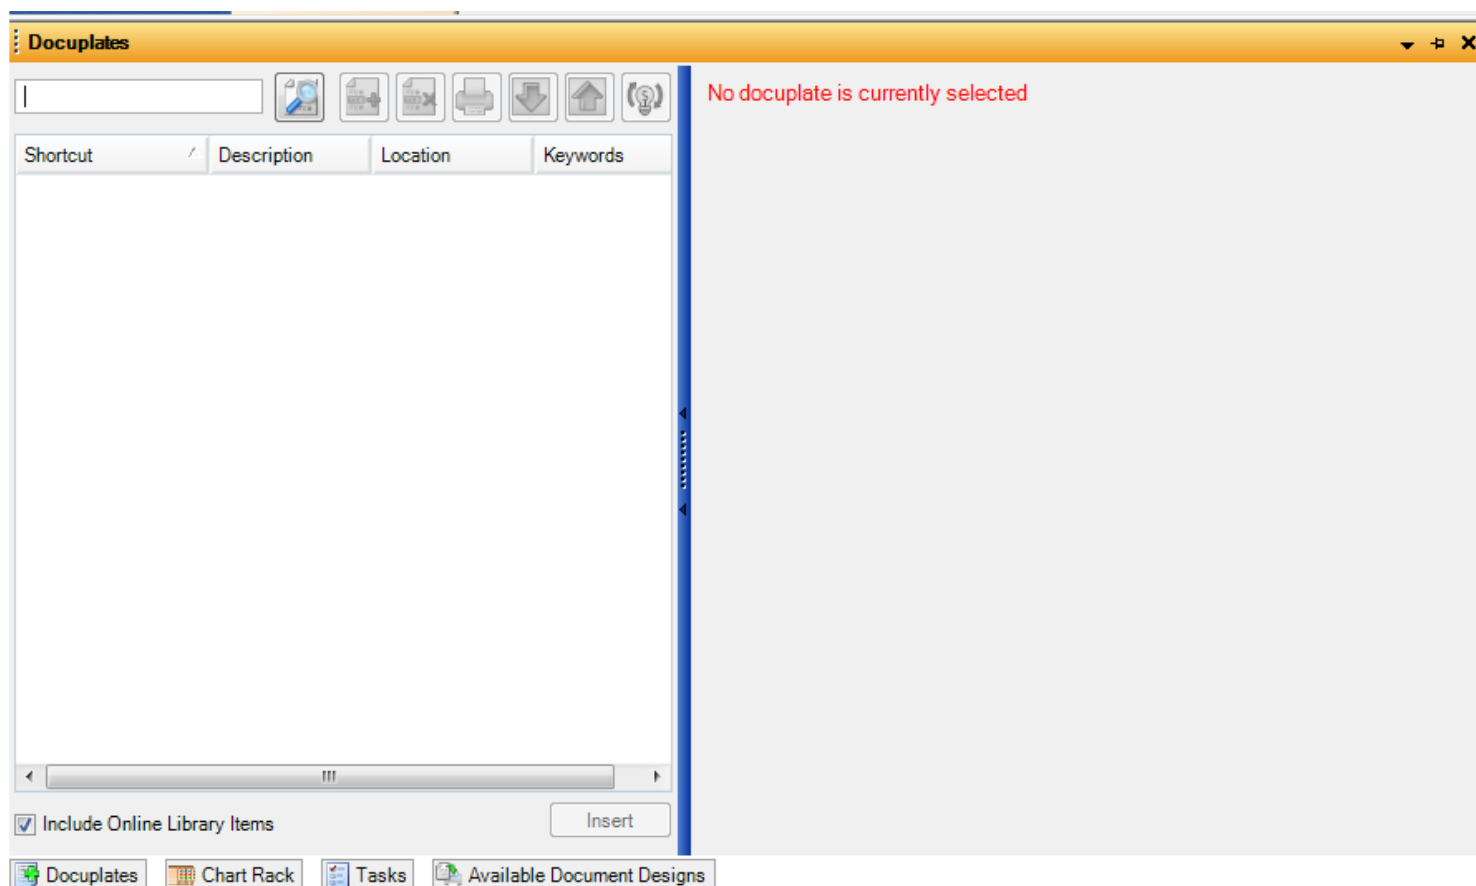 Docuplates
No docuplate is currently selected
Shortcut Description Location Keywords
Include Online Library Items Insert
Docuplates Chart Rack Tasks Available Document Designs